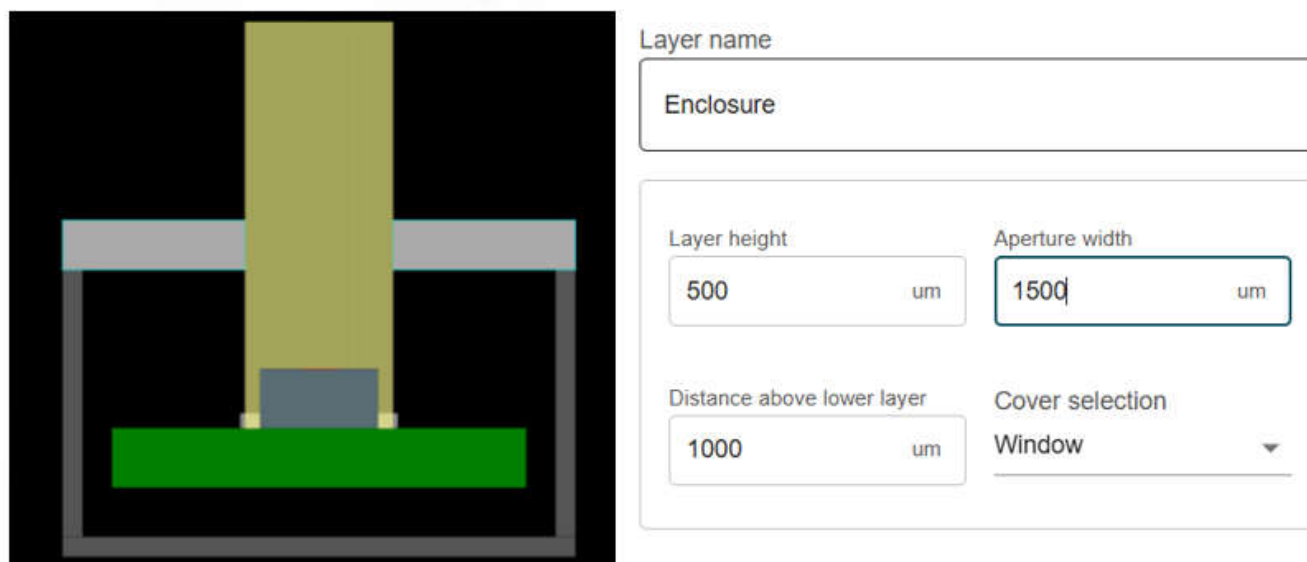 Layer name
Enclosure
Layer height
Aperture width
500 um
1500 um
Distance above lower layer
Cover selection
1000 um
Window